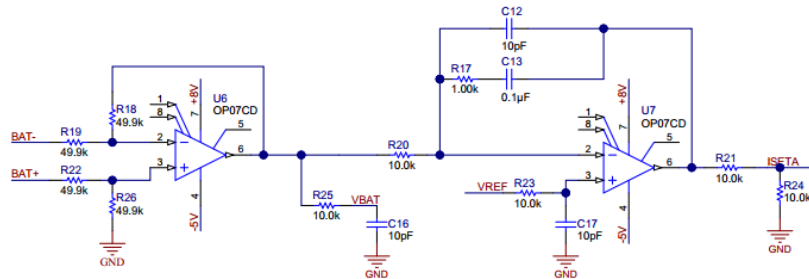 C12
10pF
R17
C13
1.00k
0.1µF
+8V
U6
OP07CD
R18
49.9k
1
8
7
5
BAT-
R19
49.9k
2
6
3
BAT+
R22
49.9k
R26
49.9k
4
-5V
GND
R25
10.0k
VBAT
C16
10pF
GND
R20
10.0k
+8V
U7
OP07CD
1
8
7
5
2
6
3
VREF
R23
10.0k
C17
10pF
GND
4
-5V
R21
10.0k
ISETA
R24
10.0k
GND